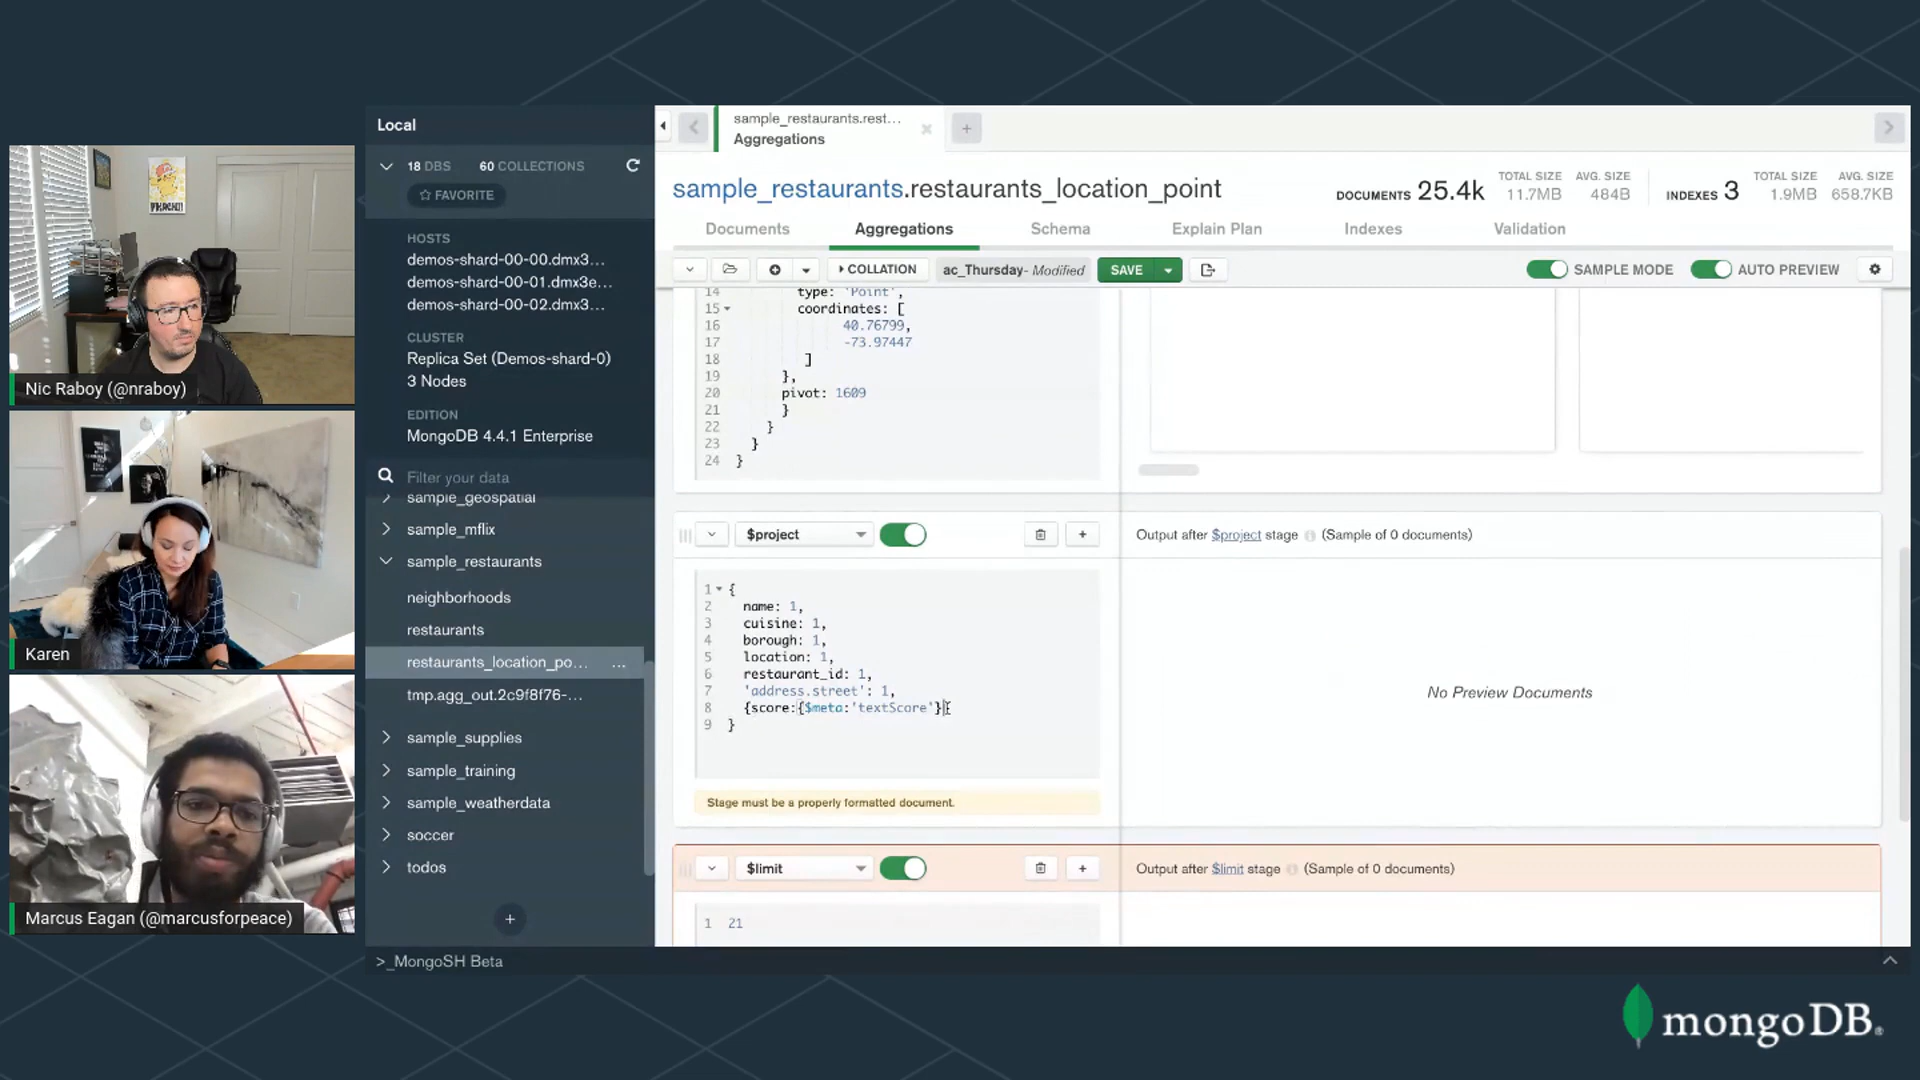 PIKACHU!
Nic Raboy (@nraboy)
Karen
Marcus Eagan (@marcusforpeace)
Local
18 DBS 60 COLLECTIONS
FAVORITE
HOSTS
demos-shard-00-00.dmx3...
demos-shard-00-01.dmx3e...
demos-shard-00-02.dmx3...
CLUSTER
Replica Set (Demos-shard-0)
3 Nodes
EDITION
MongoDB 4.4.1 Enterprise
Filter your data
sample_geospatial
sample_mflix
sample_restaurants
neighborhoods
restaurants
restaurants_location_po... ...
tmp.agg_out.2c9f8f76-...
sample_supplies
sample_training
sample_weatherdata
soccer
todos
+
>_MongoSH Beta
sample_restaurants.rest...
Aggregations
sample_restaurants.restaurants_location_point
DOCUMENTS 25.4k TOTAL SIZE 11.7MB AVG. SIZE 484B INDEXES 3 TOTAL SIZE 1.9MB AVG. SIZE 658.7KB
Documents Aggregations Schema Explain Plan Indexes Validation
COLLATION ac_Thursday- Modified SAVE SAMPLE MODE AUTO PREVIEW
14 type: 'Point',
15 coordinates: [
16 40.76799,
17 -73.97447
18 ]
19 },
20 pivot: 1609
21 }
22 }
23 }
24 }
$project
Output after $project stage (Sample of 0 documents)
1 {
2 name: 1,
3 cuisine: 1,
4 borough: 1,
5 location: 1,
6 restaurant_id: 1,
7 'address.street': 1,
8 {score:{$meta:'textScore'}
9 }
No Preview Documents
Stage must be a properly formatted document.
$limit
Output after $limit stage (Sample of 0 documents)
1 21
mongoDB.